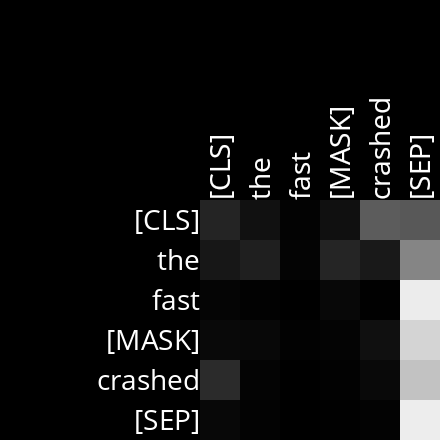 [CLS] the fast [MASK] crashed [SEP]
[CLS]
the
fast
[MASK]
crashed
[SEP]